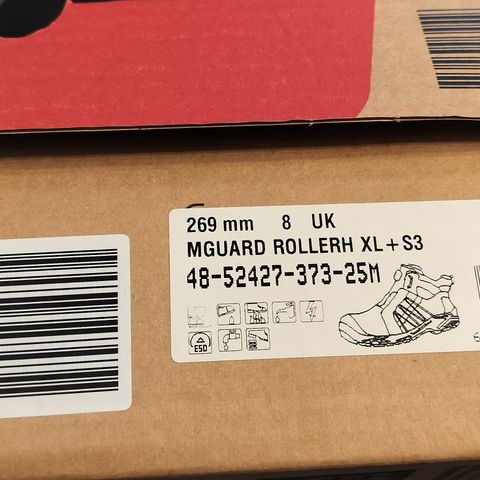 269 mm 8 UK
MGUARD ROLLERH XL+S3
48-52427-373-25M
ESD